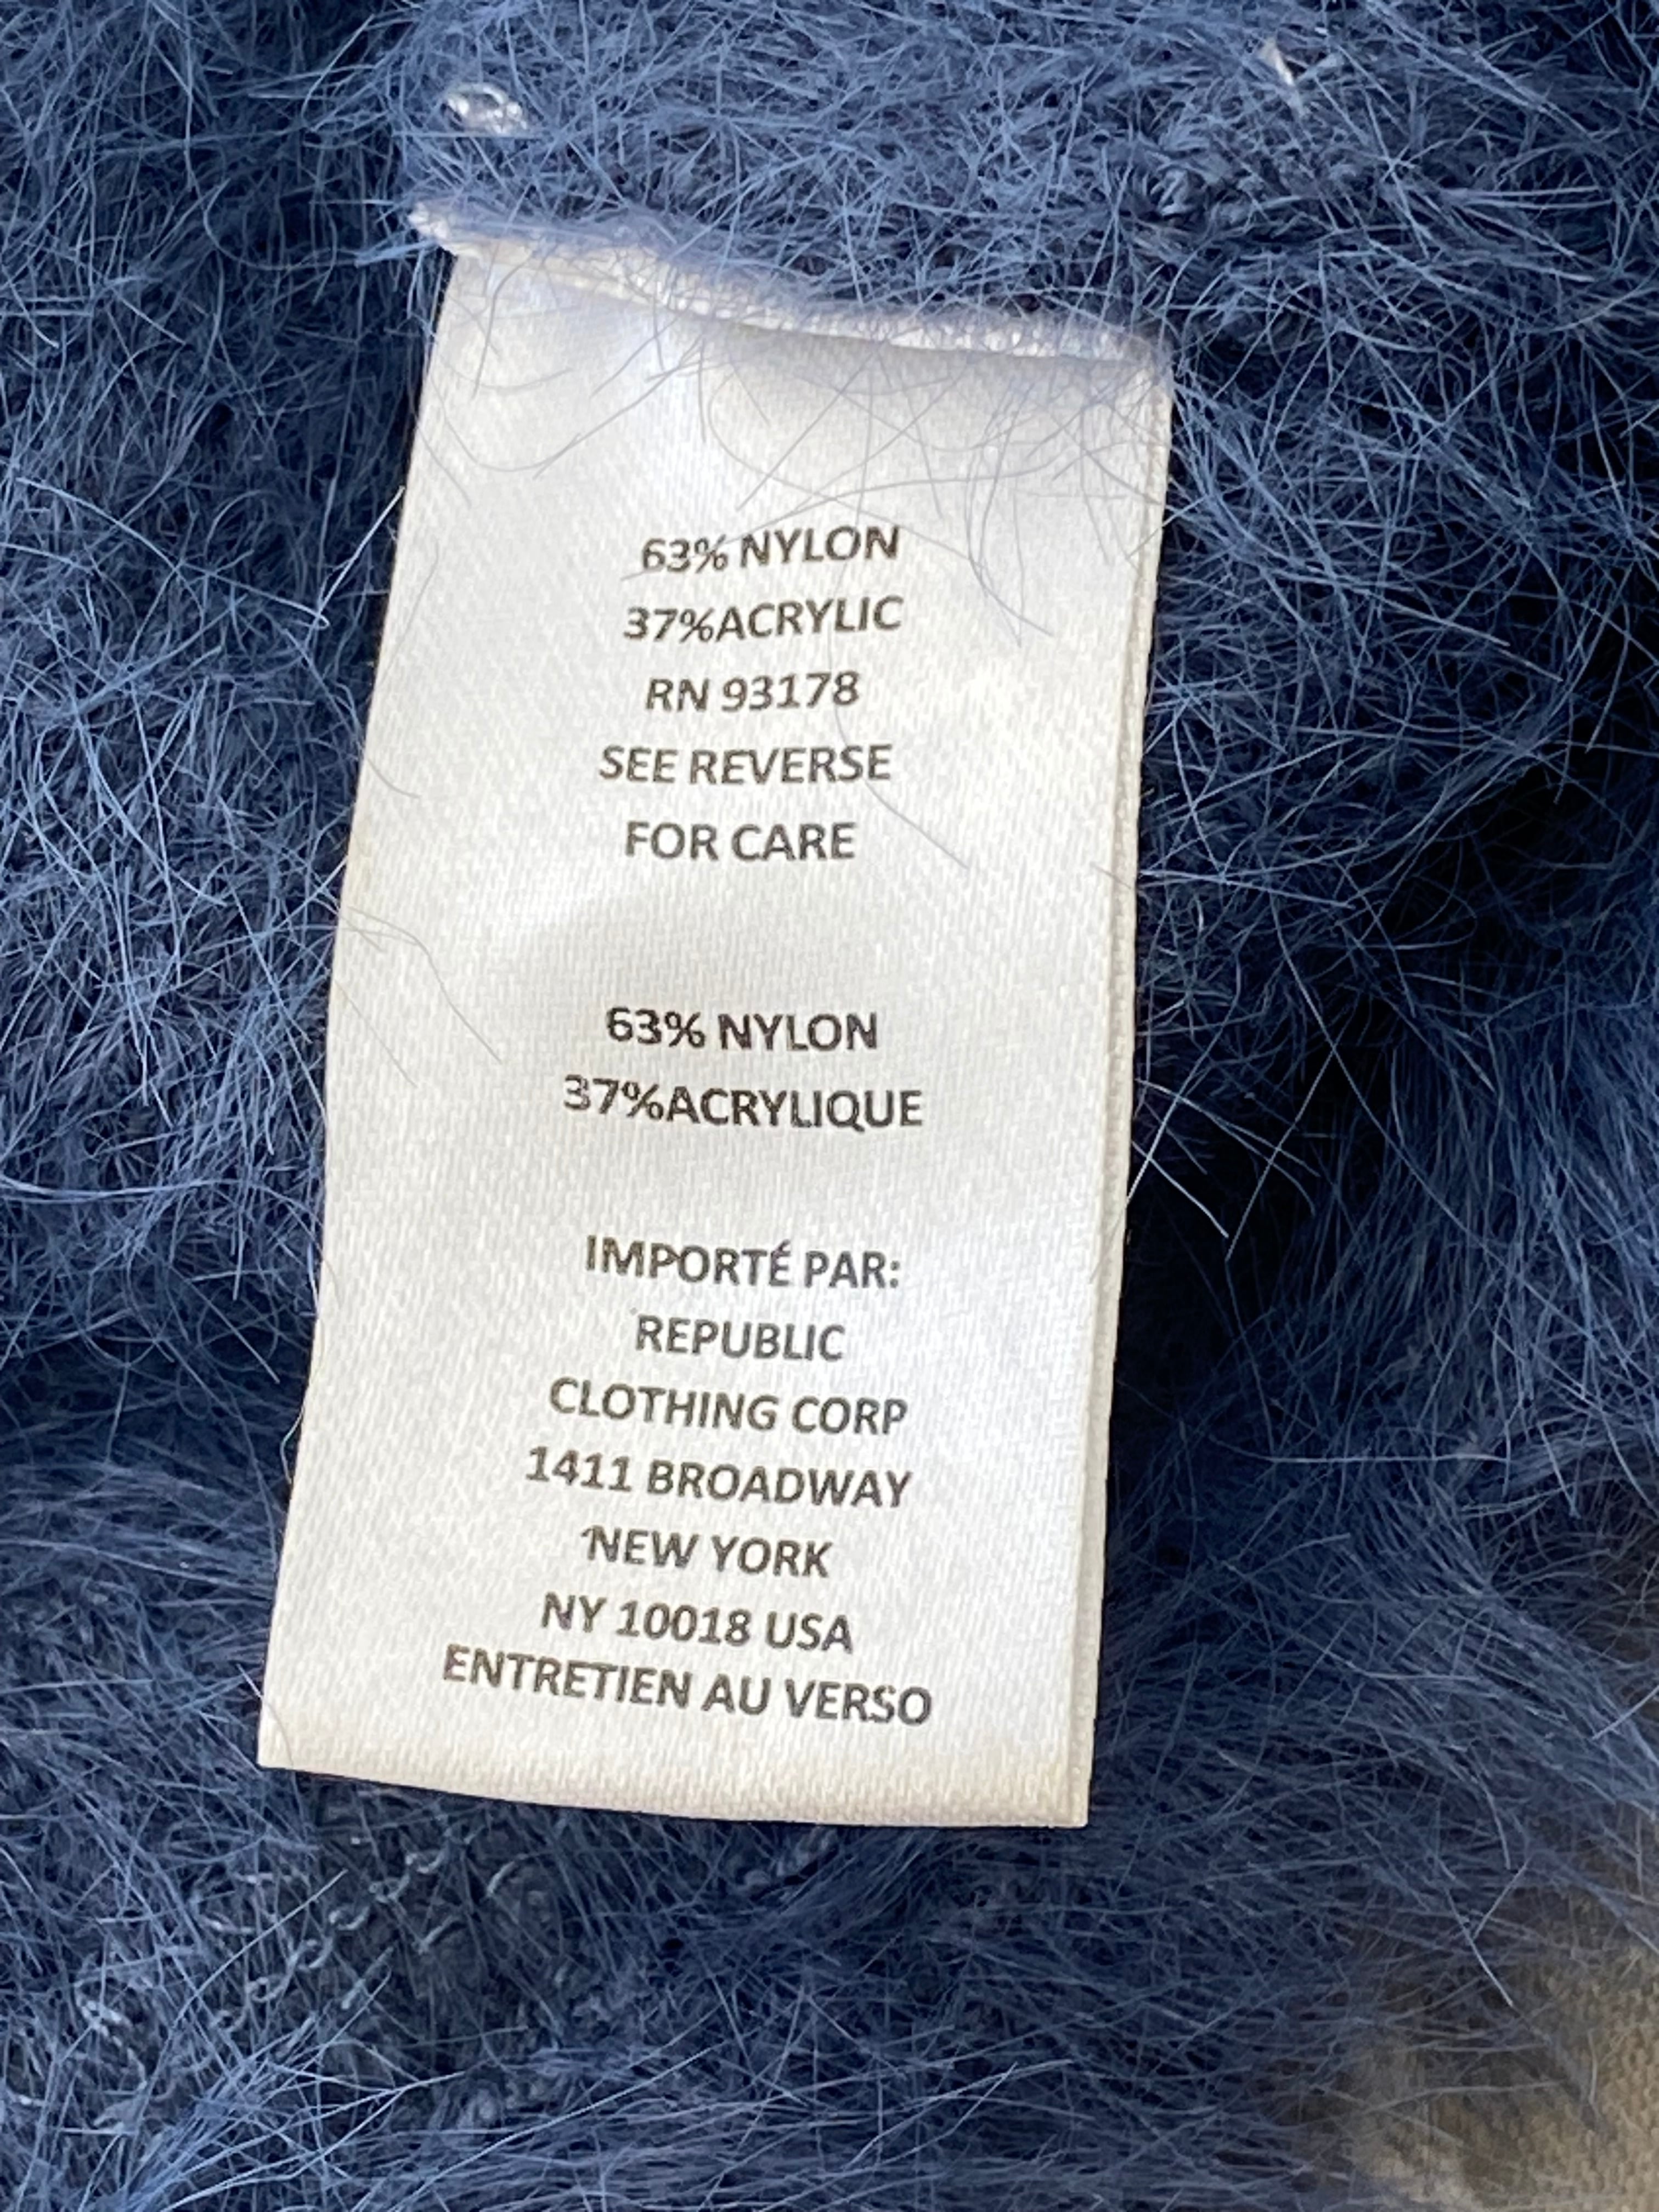 63% NYLON
37%ACRYLIC
RN 93178
SEE REVERSE
FOR CARE
63% NYLON
37%ACRYLIQUE
IMPORTÉ PAR:
REPUBLIC
CLOTHING CORP
1411 BROADWAY
NEW YORK
NY 10018 USA
ENTRETIEN AU VERSO